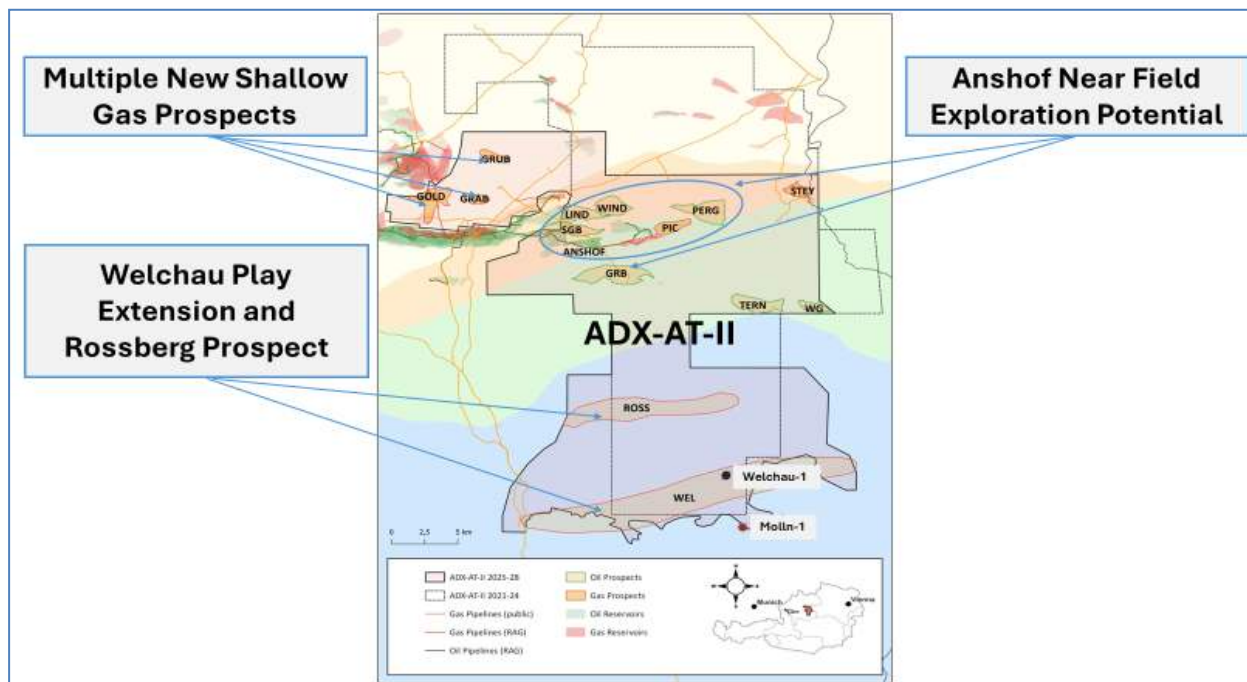 Multiple New Shallow
Gas Prospects
Anshof Near Field
Exploration Potential
GRUB
GOLD
GRAB
STEY
LIND
WIND
PERG
SGB
PIC
ANSHOF
GRB
TERN
WG
Welchau Play
Extension and
Rossberg Prospect
ADX-AT-II
ROSS
Welchau-1
WEL
Molln-1
0 2,5 5 km
ADX-AT-II 2025-28
ADX-AT-II 2021-24
Gas Pipelines (public)
Gas Pipelines (RAG)
Oil Pipelines (RAG)
Oil Prospects
Gas Prospects
Oil Reservoirs
Gas Reservoirs
N
Munich
Vienna